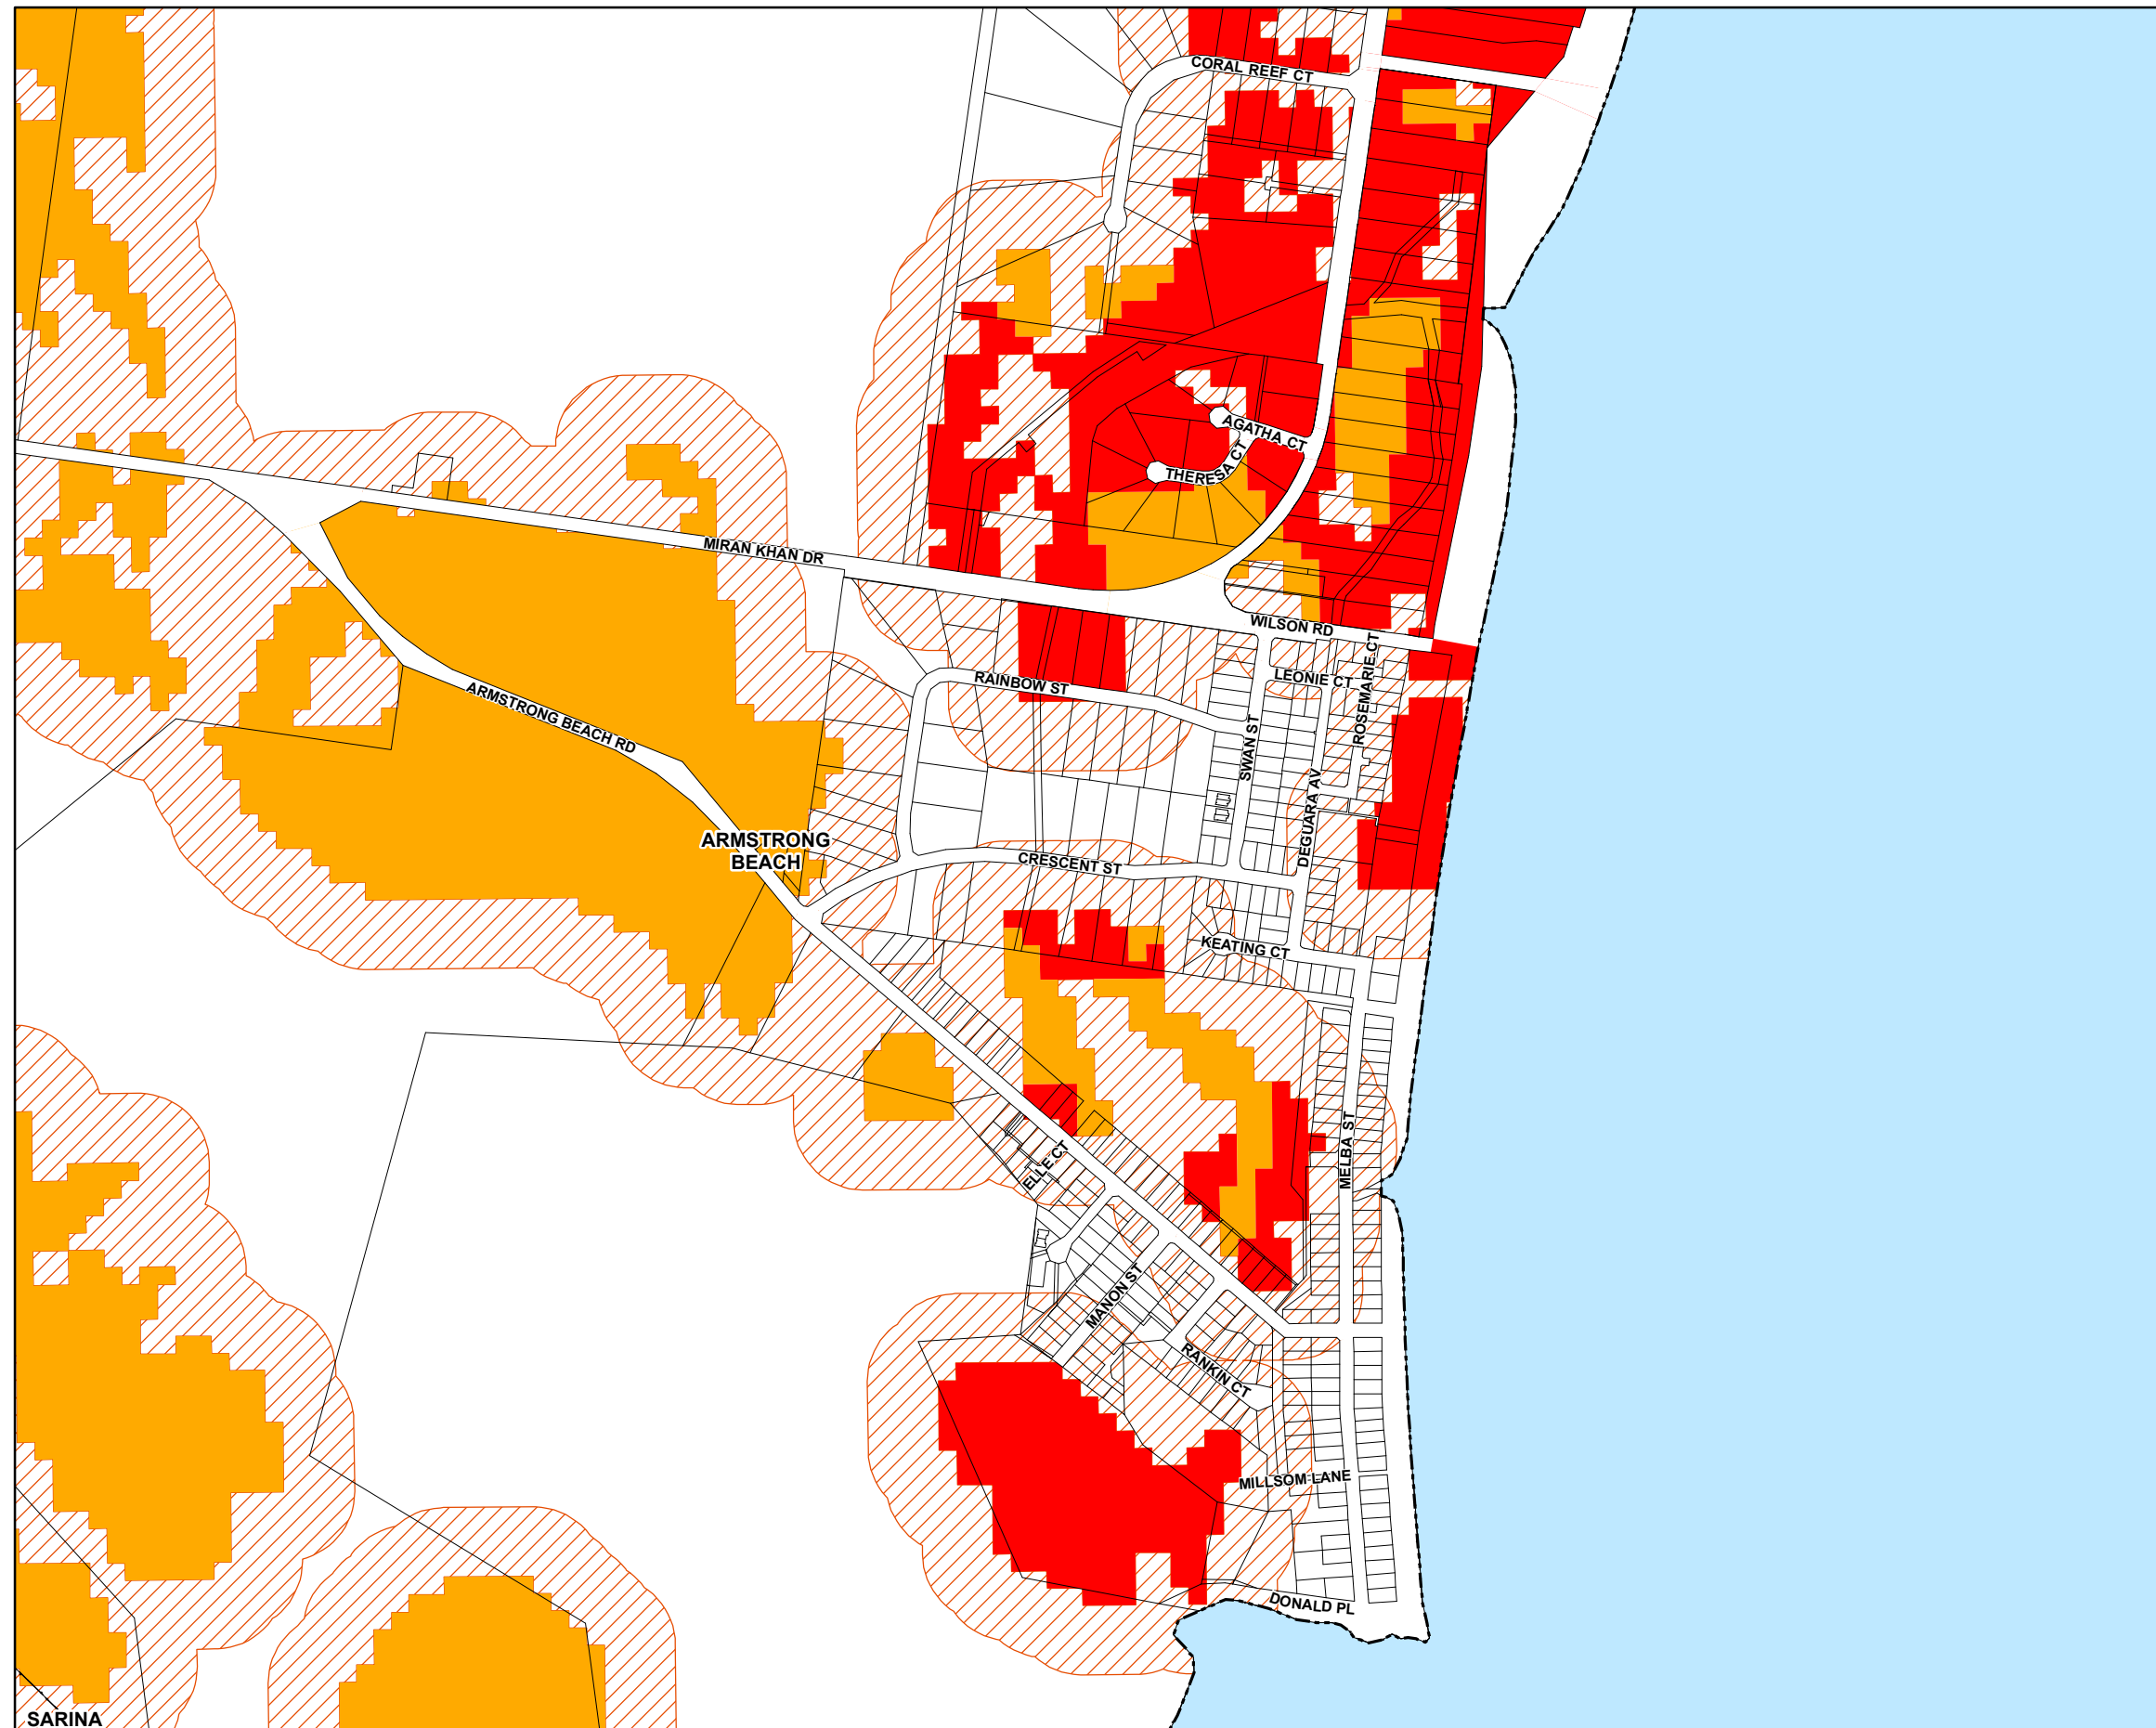 CORAL REEF CT
AGATHA CT
THERESA CT
MIRAN KHAN DR
WILSON RD
ROSEMARIE CT
LEONIE CT
RAINBOW ST
ARMSTRONG BEACH RD
SWAN ST
DEGUARA AV
ARMSTRONG
BEACH
CRESCENT ST
KEATING CT
MELBA ST
ELLE CT
MANON ST
RANKIN CT
MILLSOM LANE
DONALD PL
SARINA